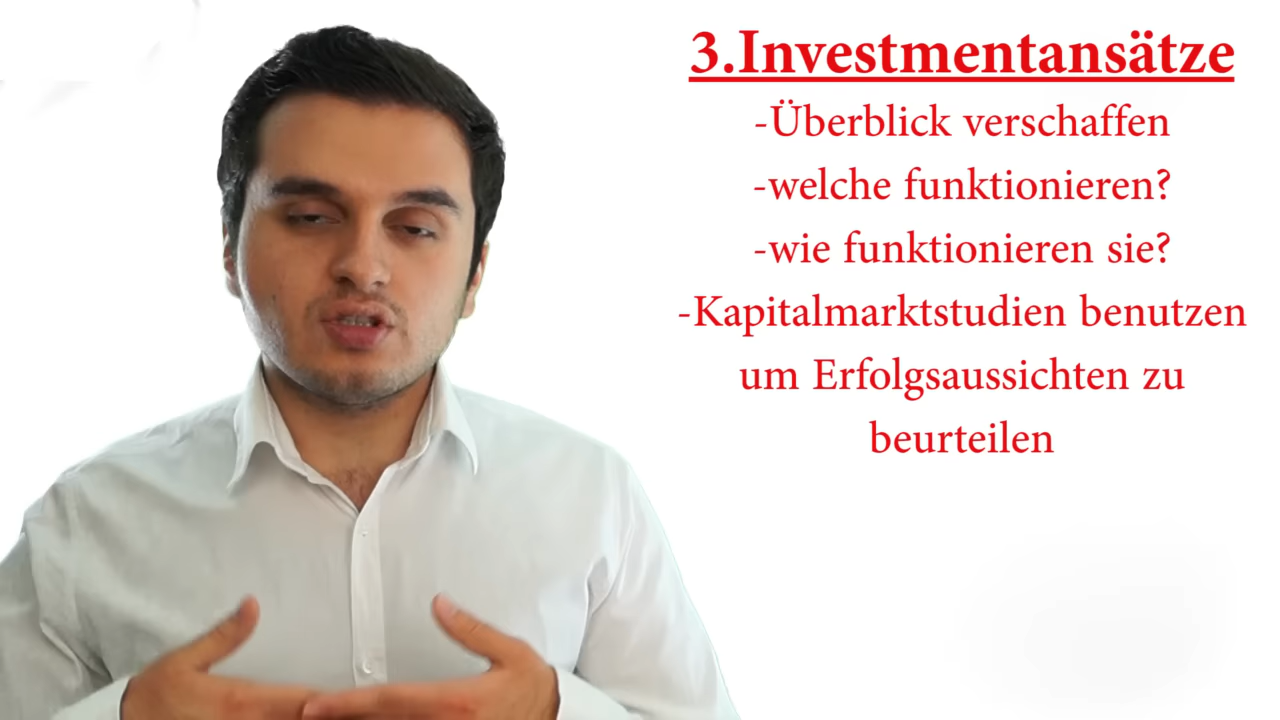 3.Investmentansätze
-Überblick verschaffen
-welche funktionieren?
-wie funktionieren sie?
-Kapitalmarktstudien benutzen
um Erfolgsaussichten zu
beurteilen